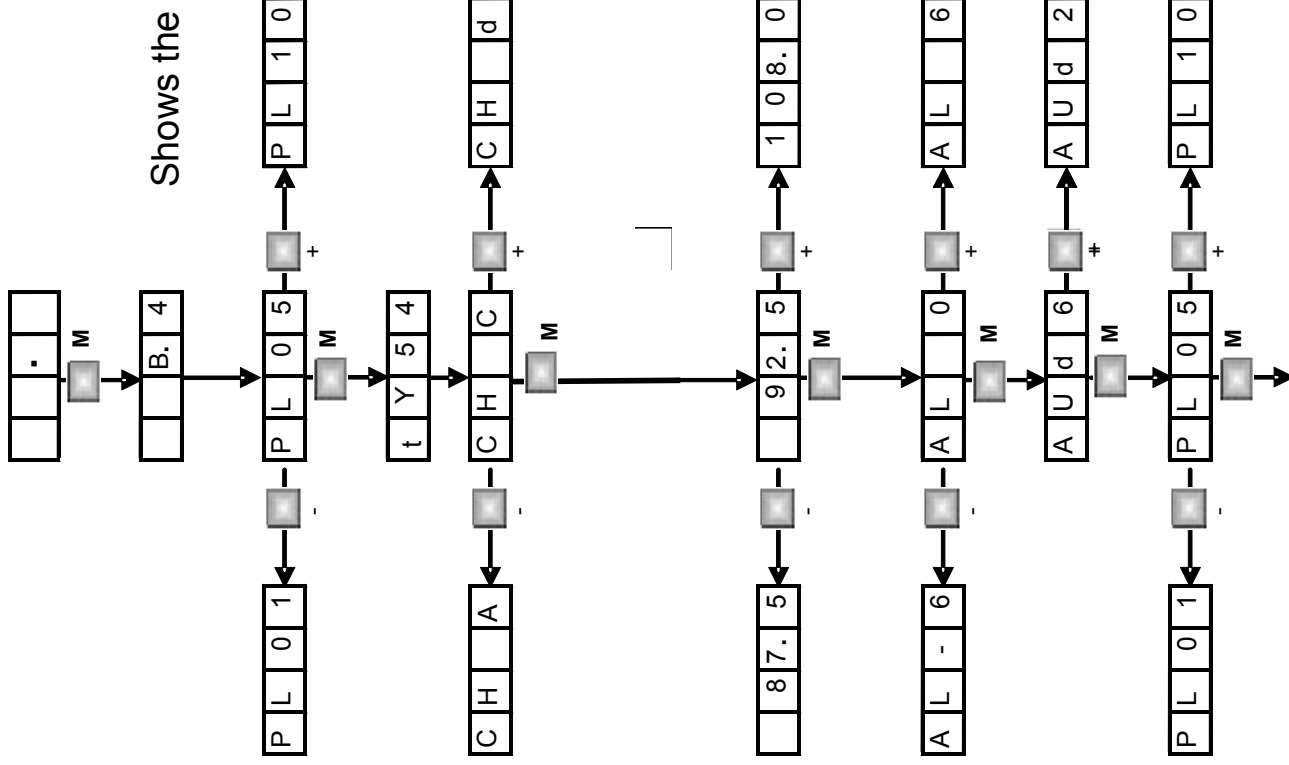 .
M
B. 4 Shows the
P L 0 1 P L 0 5 P L 1 0
- M +
t Y 5 4
C H A C H C C H d
- M +
8 7. 5 9 2. 5 1 0 8. 0
- M +
A L - 6 A L 0 A L 6
- M +
A U d 6 A U d 2
M +
P L 0 1 P L 0 5 P L 1 0
- M +